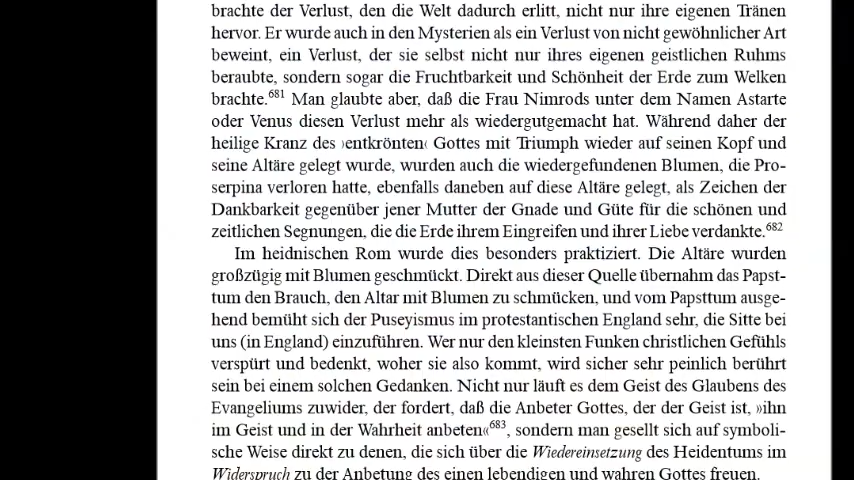 brachte der Verlust, den die Welt dadurch erlitt, nicht nur ihre eigenen Tränen
hervor. Er wurde auch in den Mysterien als ein Verlust von nicht gewöhnlicher Art
beweint, ein Verlust, der sie selbst nicht nur ihres eigenen geistlichen Ruhms
beraubte, sondern sogar die Fruchtbarkeit und Schönheit der Erde zum Welken
brachte.681 Man glaubte aber, daß die Frau Nimrods unter dem Namen Astarte
oder Venus diesen Verlust mehr als wiedergutgemacht hat. Während daher der
heilige Kranz des ›entkrönten‹ Gottes mit Triumph wieder auf seinen Kopf und
seine Altäre gelegt wurde, wurden auch die wiedergefundenen Blumen, die Pro-
serpina verloren hatte, ebenfalls daneben auf diese Altäre gelegt, als Zeichen der
Dankbarkeit gegenüber jener Mutter der Gnade und Güte für die schönen und
zeitlichen Segnungen, die die Erde ihrem Eingreifen und ihrer Liebe verdankte.682
Im heidnischen Rom wurde dies besonders praktiziert. Die Altäre wurden
großzügig mit Blumen geschmückt. Direkt aus dieser Quelle übernahm das Papst-
tum den Brauch, den Altar mit Blumen zu schmücken, und vom Papsttum ausge-
hend bemüht sich der Puseyismus im protestantischen England sehr, die Sitte bei
uns (in England) einzuführen. Wer nur den kleinsten Funken christlichen Gefühls
verspürt und bedenkt, woher sie also kommt, wird sicher sehr peinlich berührt
sein bei einem solchen Gedanken. Nicht nur läuft es dem Geist des Glaubens des
Evangeliums zuwider, der fordert, daß die Anbeter Gottes, der der Geist ist, »ihn
im Geist und in der Wahrheit anbeten«683, sondern man gesellt sich auf symboli-
sche Weise direkt zu denen, die sich über die Wiedereinsetzung des Heidentums im
Widerspruch zu der Anbetung des einen lebendigen und wahren Gottes freuen.